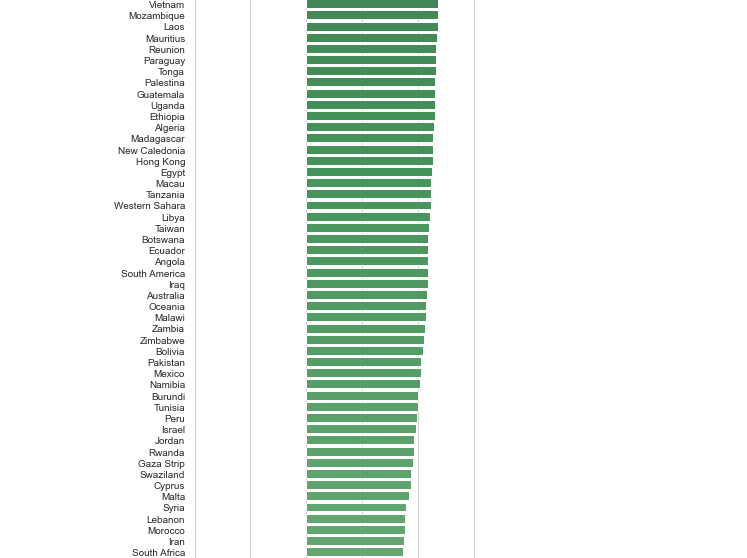 Vietnam
Mozambique
Laos
Mauritius
Reunion
Paraguay
Tonga
Palestina
Guatemala
Uganda
Ethiopia
Algeria
Madagascar
New Caledonia
Hong Kong
Egypt
Macau
Tanzania
Western Sahara
Libya
Taiwan
Botswana
Ecuador
Angola
South America
Iraq
Australia
Oceania
Malawi
Zambia
Zimbabwe
Bolivia
Pakistan
Mexico
Namibia
Burundi
Tunisia
Peru
Israel
Jordan
Rwanda
Gaza Strip
Swaziland
Cyprus
Malta
Syria
Lebanon
Morocco
Iran
South Africa